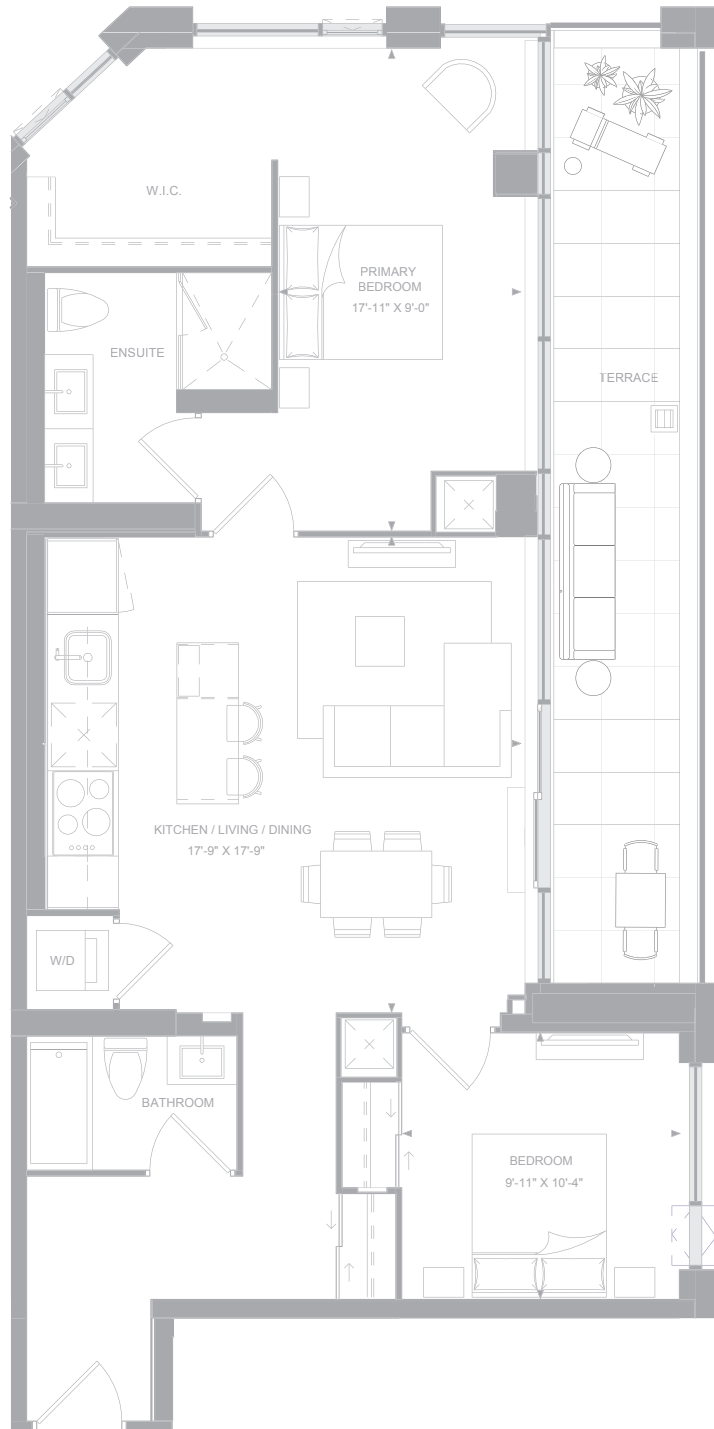 W.I.C.
PRIMARY
BEDROOM
17'-11" X 9'-0"
ENSUITE
TERRACE
KITCHEN / LIVING / DINING
17'-9" X 17'-9"
W/D
BATHROOM
BEDROOM
9'-11" X 10'-4"